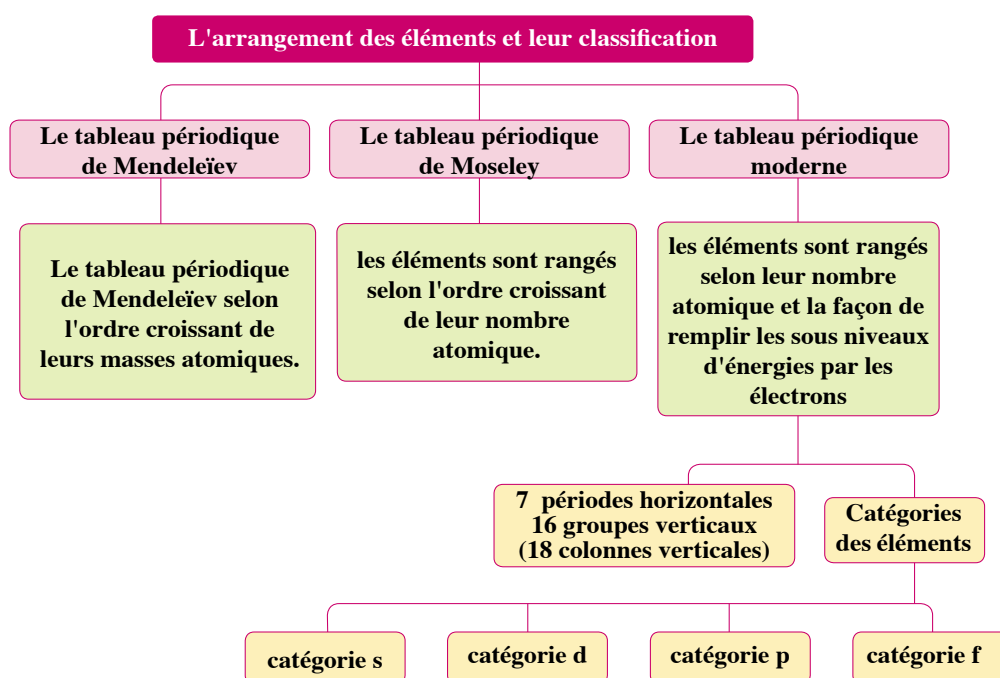 L'arrangement des éléments et leur classification
Le tableau périodique
de Mendeleïev
Le tableau périodique
de Moseley
Le tableau périodique
moderne
Le tableau périodique
de Mendeleïev selon
l'ordre croissant de
leurs masses atomiques.
les éléments sont rangés
selon l'ordre croissant
de leur nombre
atomique.
les éléments sont rangés
selon leur nombre
atomique et la façon de
remplir les sous niveaux
d'énergies par les
électrons
7 périodes horizontales
16 groupes verticaux
(18 colonnes verticales)
Catégories
des éléments
catégorie s
catégorie d
catégorie p
catégorie f